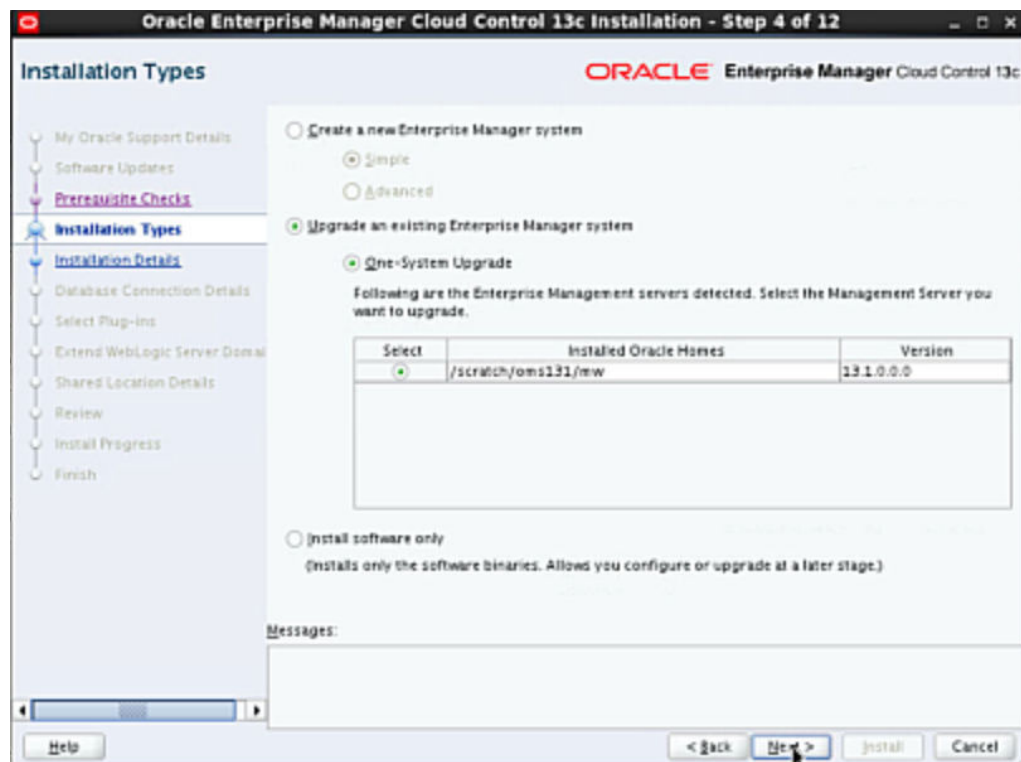 Oracle Enterprise Manager Cloud Control 13c Installation - Step 4 of 12
Installation Types
ORACLE Enterprise Manager Cloud Control 13c
My Oracle Support Details
Software Updates
Prerequisite Checks
Installation Types
Installation Details
Database Connection Details
Select Plug-ins
Extend WebLogic Server Domai
Shared Location Details
Review
Install Progress
Finish
Create a new Enterprise Manager system
Simple
Advanced
Upgrade an existing Enterprise Manager system
One-System Upgrade
Following are the Enterprise Management servers detected. Select the Management Server you
want to upgrade.
Select Installed Oracle Homes Version
/scratch/oms131/mw 13.1.0.0.0
Install software only
(Installs only the software binaries. Allows you configure or upgrade at a later stage.)
Messages:
Help < Back Next > Install Cancel